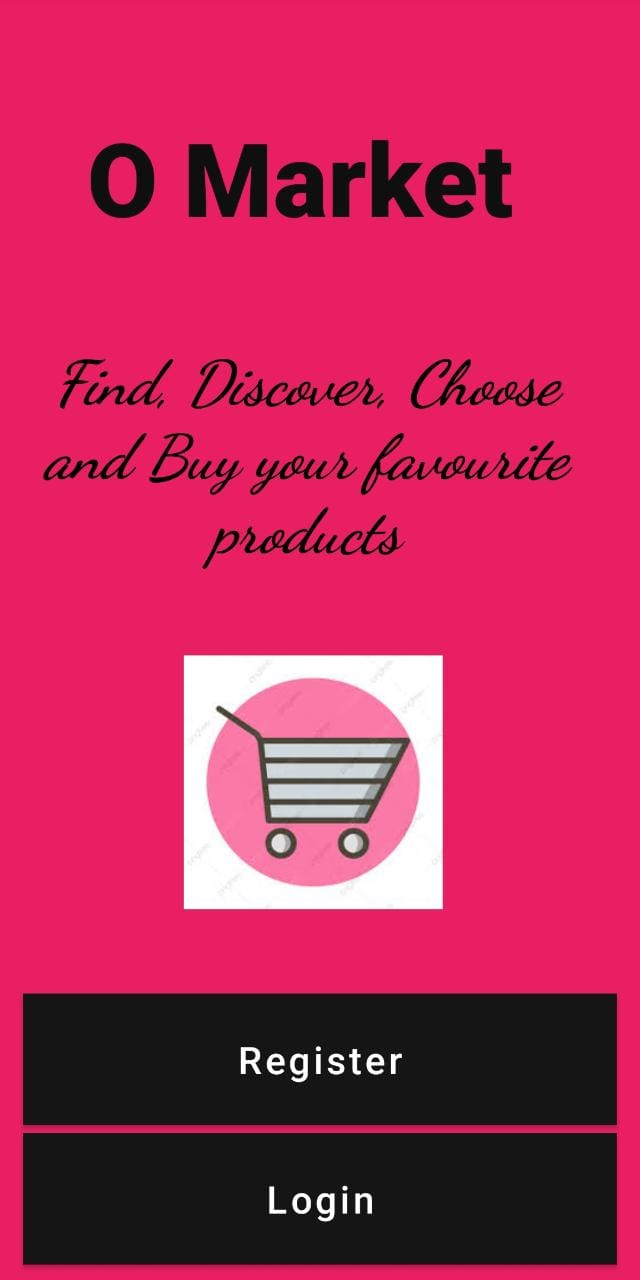 O Market
Find, Discover, Choose
and Buy your favourite
products
Register
Login